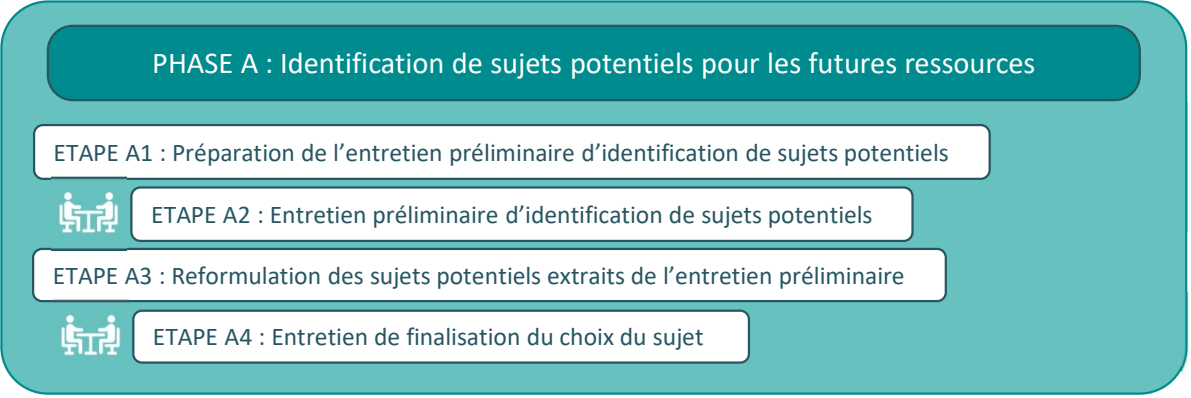 PHASE A : Identification de sujets potentiels pour les futures ressources
ETAPE A1 : Préparation de l’entretien préliminaire d’identification de sujets potentiels
ETAPE A2 : Entretien préliminaire d’identification de sujets potentiels
ETAPE A3 : Reformulation des sujets potentiels extraits de l’entretien préliminaire
ETAPE A4 : Entretien de finalisation du choix du sujet